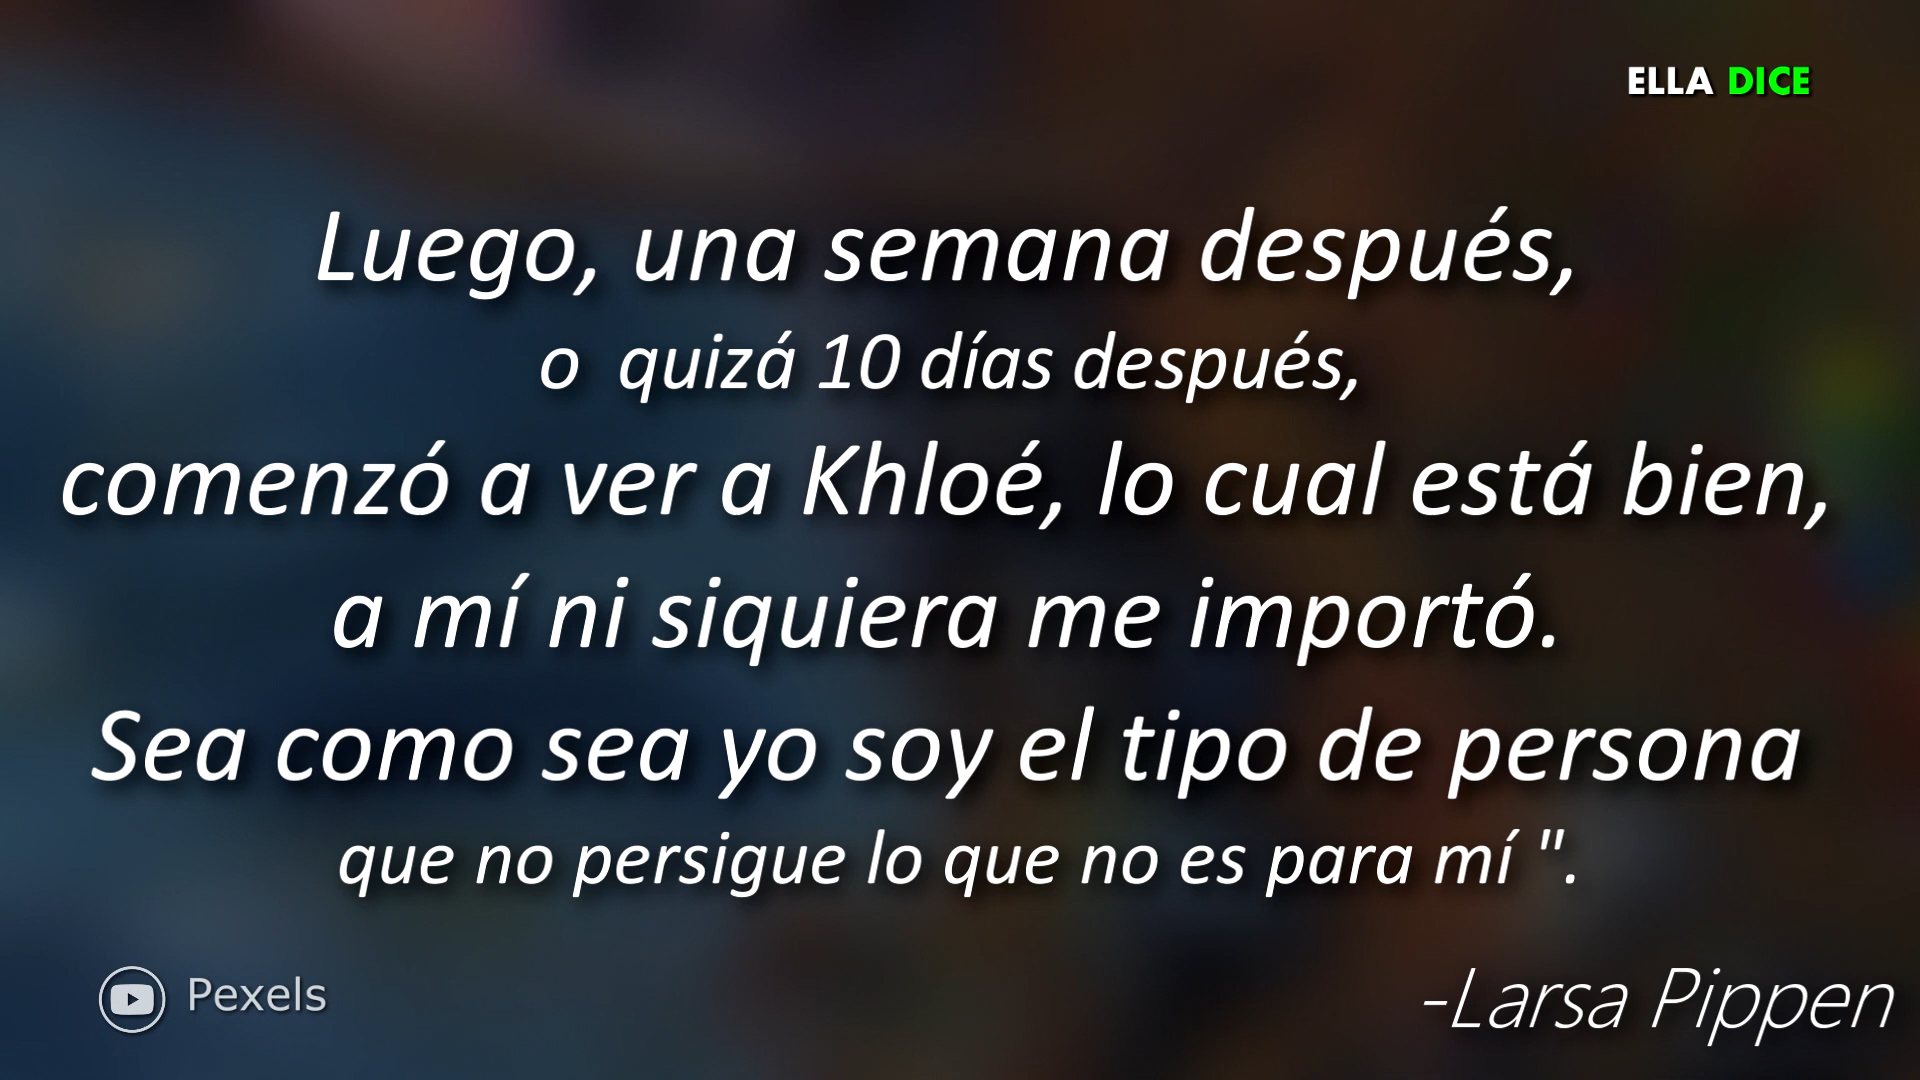 ELLA DICE
Luego, una semana después,
o  quizá 10 días después,
comenzó a ver a Khloé, lo cual está bien,
a mí ni siquiera me importó.
Sea como sea yo soy el tipo de persona
que no persigue lo que no es para mí ".
Pexels
-Larsa Pippen